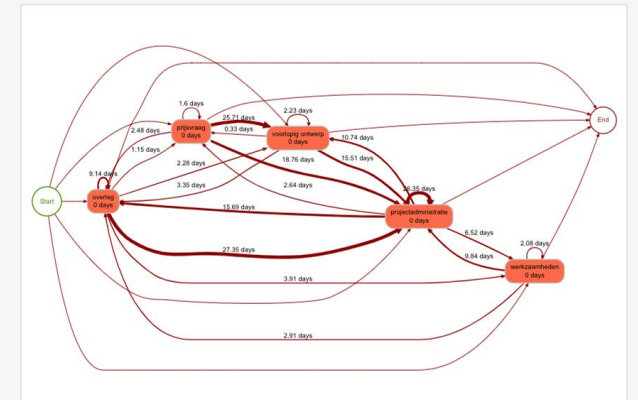 1.6 days
2.23 days
25.71 days
2.48 days
prijsvraag
0 days
0.33 days
voorlopig ontwerp
0 days
End
10.74 days
1.15 days
15.51 days
18.76 days
2.28 days
9.14 days
3.35 days
2.64 days
26.35 days
Start
overleg
0 days
15.69 days
projectadministratie
0 days
6.52 days
27.35 days
2.08 days
9.84 days
werkzaamheden
0 days
3.91 days
2.91 days